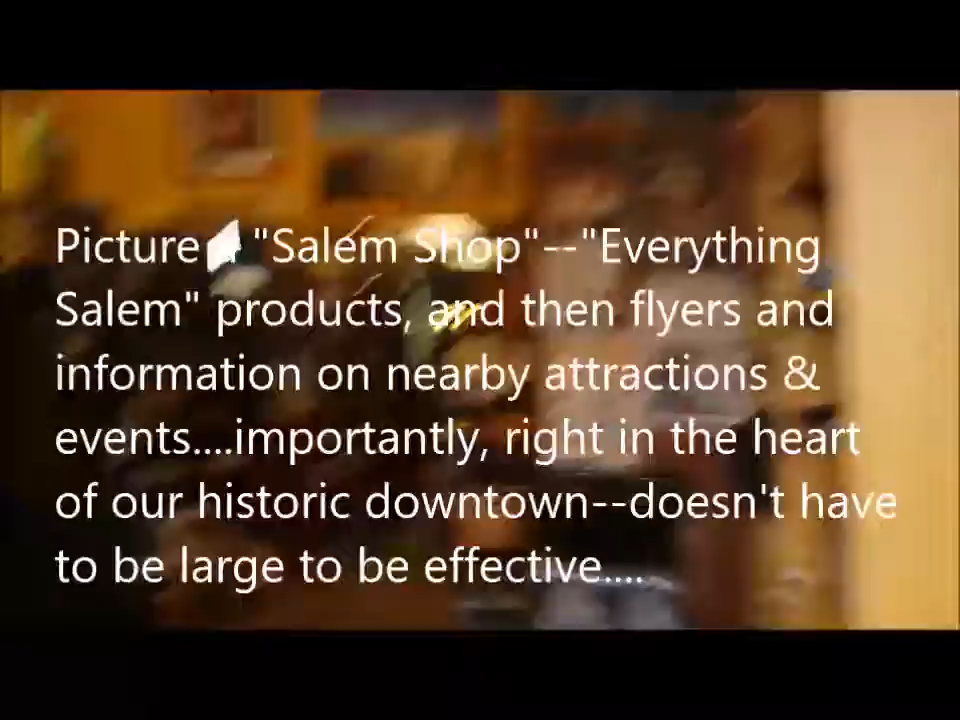 Picture a "Salem Shop"--"Everything
Salem" products, and then flyers and
information on nearby attractions &
events....importantly, right in the heart
of our historic downtown--doesn't have
to be large to be effective....